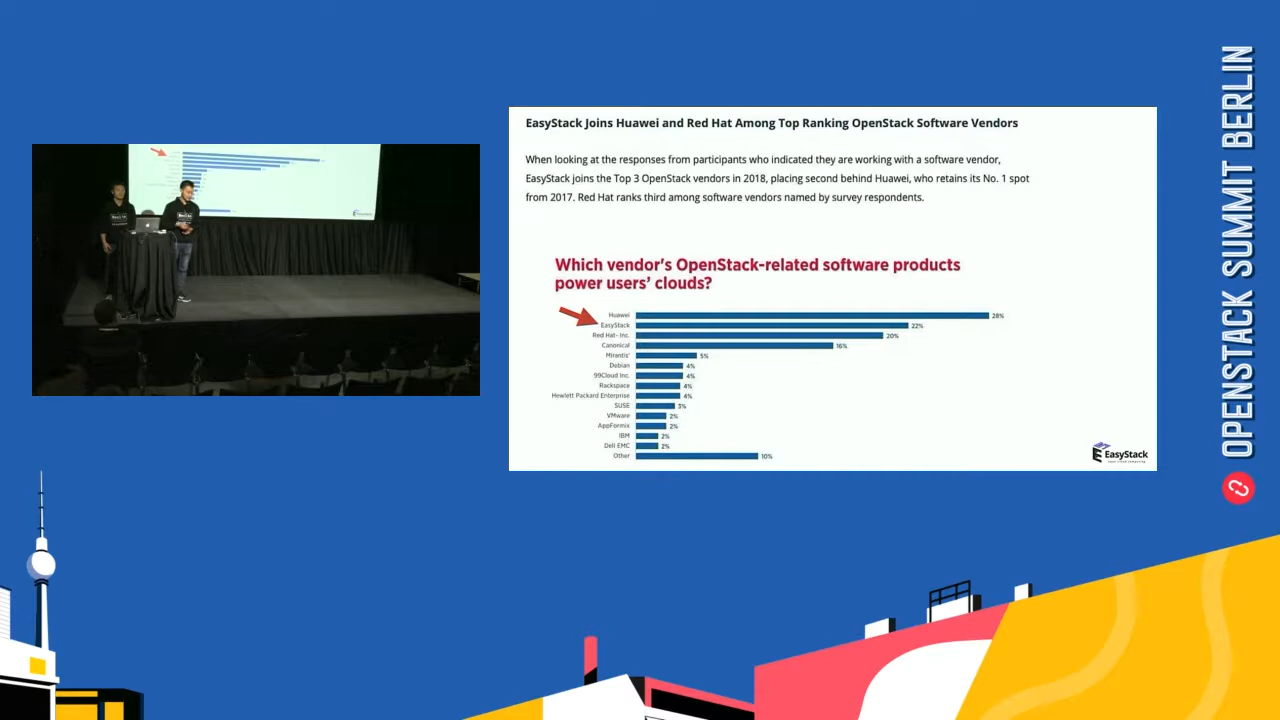 EasyStack Joins Huawei and Red Hat Among Top Ranking OpenStack Software Vendors
When looking at the responses from participants who indicated they are working with a software vendor,
EasyStack joins the Top 3 OpenStack vendors in 2018, placing second behind Huawei, who retains its No. 1 spot
from 2017. Red Hat ranks third among software vendors named by survey respondents.
Which vendor's OpenStack-related software products
power users' clouds?
Huawei 28%
EasyStack 22%
Red Hat- Inc. 20%
Canonical 16%
Mirantis' 5%
Debian 4%
99Cloud Inc. 4%
Rackspace 4%
Hewlett Packard Enterprise 4%
SUSE 3%
VMware 2%
AppFormix 2%
IBM 2%
Dell EMC 2%
Other 10%
EasyStack
OPENSTACK SUMMIT BERLIN